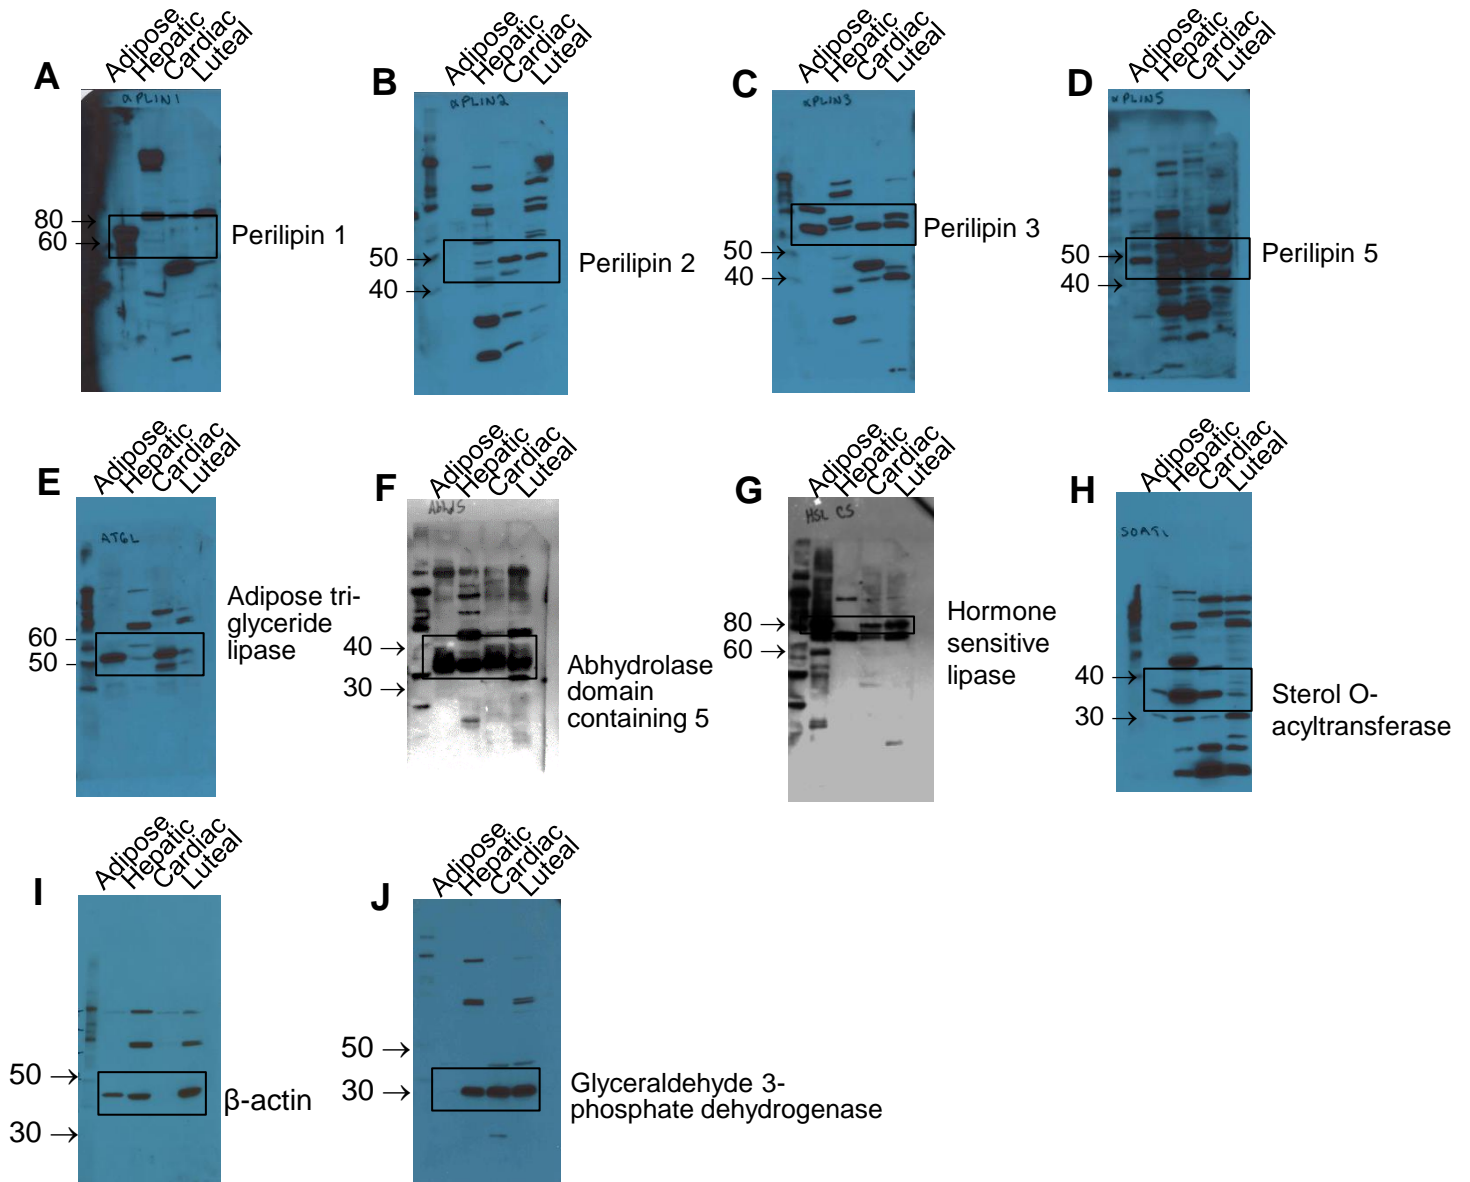 A
Adipose
Hepatic
Cardiac
Luteal
αPLIN1
80 →
60 →
Perilipin 1
B
Adipose
Hepatic
Cardiac
Luteal
αPLIN2
50 →
40 →
Perilipin 2
C
Adipose
Hepatic
Cardiac
Luteal
αPLIN3
50 →
40 →
Perilipin 3
D
Adipose
Hepatic
Cardiac
Luteal
αPLIN5
50 →
40 →
Perilipin 5
E
Adipose
Hepatic
Cardiac
Luteal
ATGL
60
50 →
Adipose tri-
glyceride
lipase
F
Adipose
Hepatic
Cardiac
Luteal
Abhd5
40 →
30 →
Abhydrolase
domain
containing 5
G
Adipose
Hepatic
Cardiac
Luteal
HSL CS
80 →
60 →
Hormone
sensitive
lipase
H
Adipose
Hepatic
Cardiac
Luteal
40 →
30 →
Sterol O-
acyltransferase
I
Adipose
Hepatic
Cardiac
Luteal
50 →
30 →
β-actin
J
Adipose
Hepatic
Cardiac
Luteal
50 →
30 →
Glyceraldehyde 3-
phosphate dehydrogenase